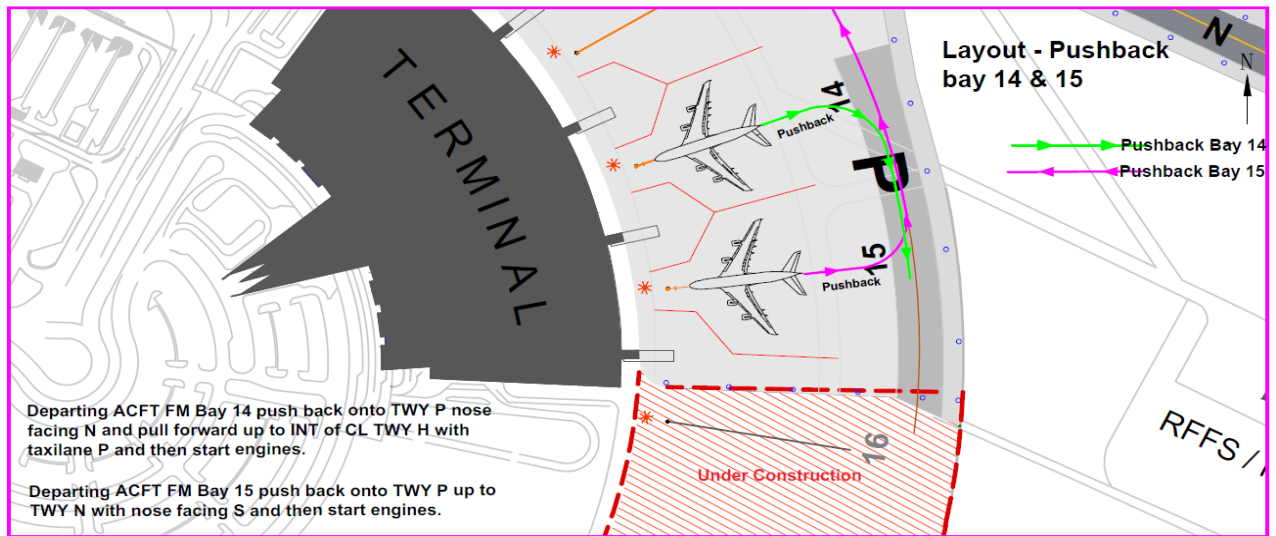 TERMINAL
Layout - Pushback
bay 14 & 15
N
N
Pushback Bay 14
Pushback Bay 15
14
Pushback
P
15
Pushback
16
Under Construction
Departing ACFT FM Bay 14 push back onto TWY P nose
facing N and pull forward up to INT of CL TWY H with
taxilane P and then start engines.
Departing ACFT FM Bay 15 push back onto TWY P up to
TWY N with nose facing S and then start engines.
RFFS /